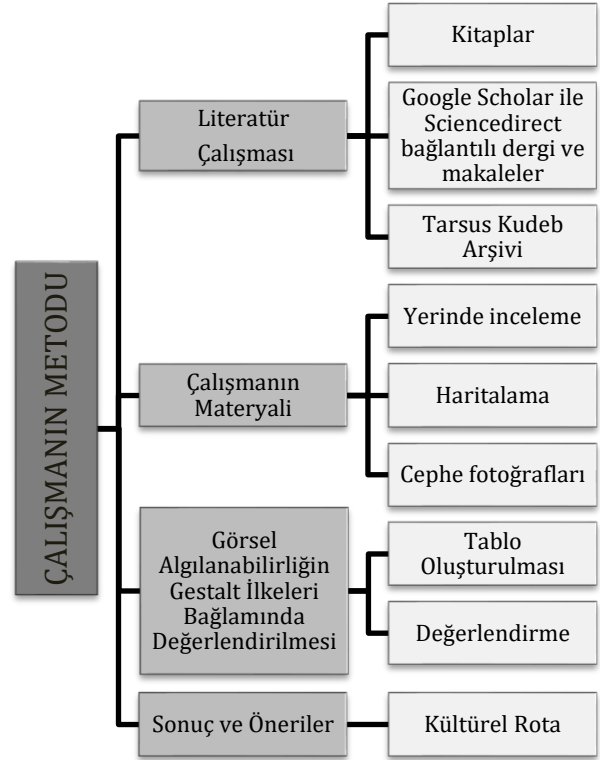 ÇALIŞMANIN METODU
Literatür
Çalışması
Kitaplar
Google Scholar ile
Sciencedirect
bağlantılı dergi ve
makaleler
Tarsus Kudeb
Arşivi
Çalışmanın
Materyali
Yerinde inceleme
Haritalama
Cephe fotoğrafları
Görsel
Algılanabilirliğin
Gestalt İlkeleri
Bağlamında
Değerlendirilmesi
Tablo
Oluşturulması
Değerlendirme
Sonuç ve Öneriler
Kültürel Rota